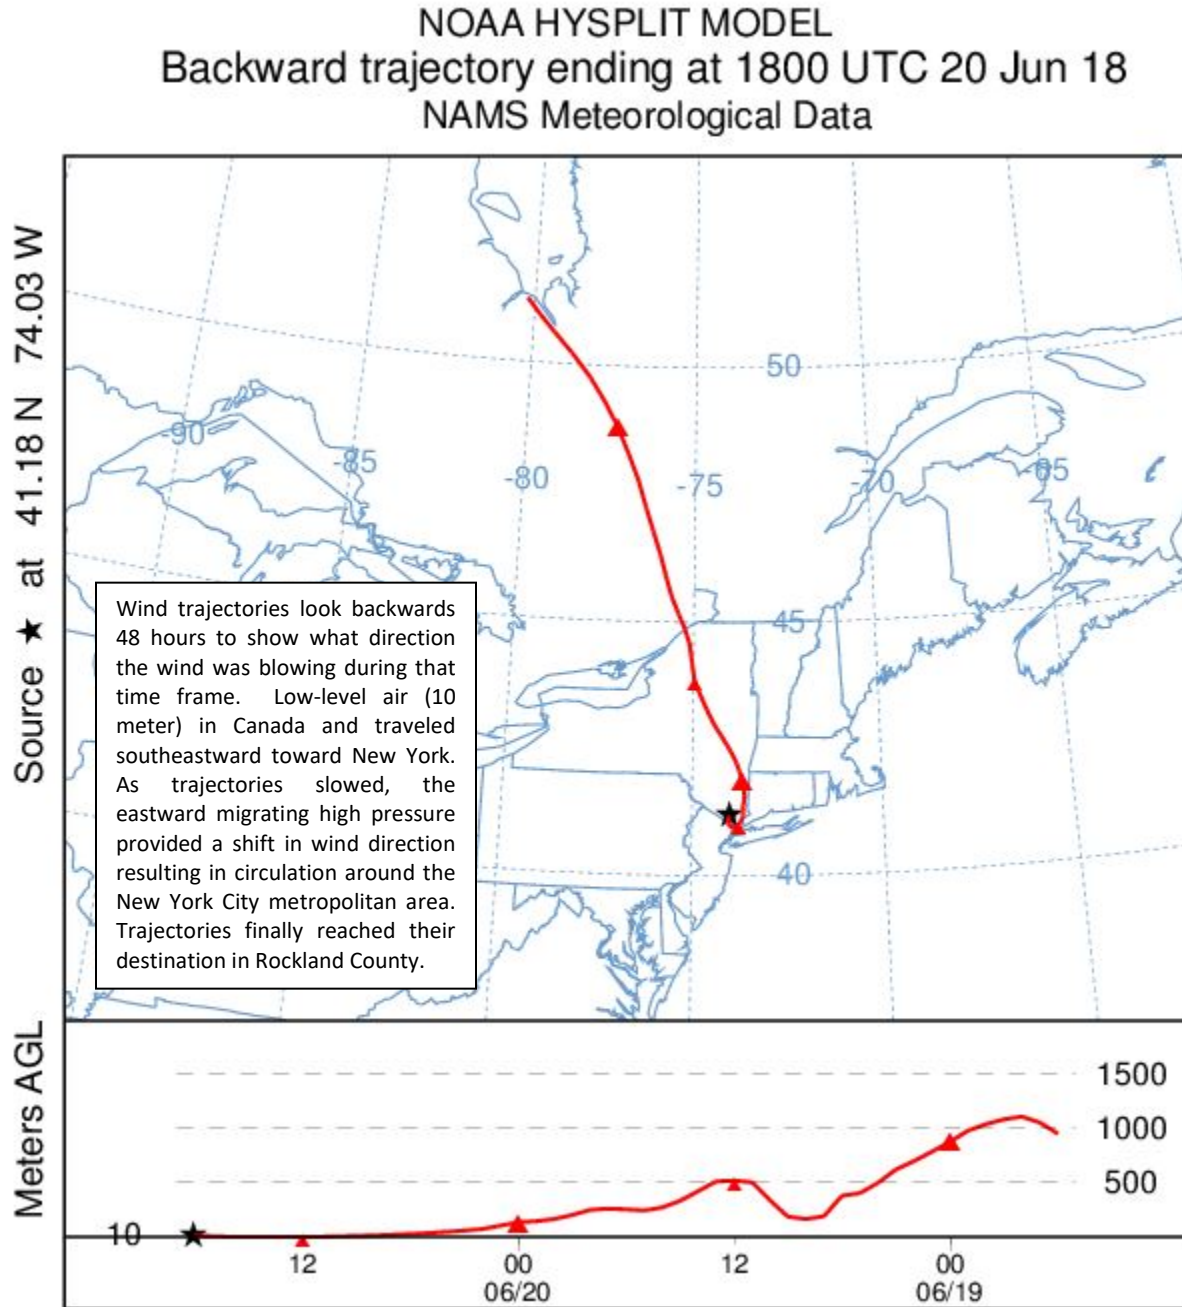 NOAA HYSPLIT MODEL
Backward trajectory ending at 1800 UTC 20 Jun 18
NAMS Meteorological Data
Source ★ at 41.18 N 74.03 W
50
-90
-85
-80
-75
-70
-65
45
40
Wind trajectories look backwards
48 hours to show what direction
the wind was blowing during that
time frame. Low-level air (10
meter) in Canada and traveled
southeastward toward New York.
As trajectories slowed, the
eastward migrating high pressure
provided a shift in wind direction
resulting in circulation around the
New York City metropolitan area.
Trajectories finally reached their
destination in Rockland County.
Meters AGL
1500
1000
500
10
12 00 12 00
06/20 06/19